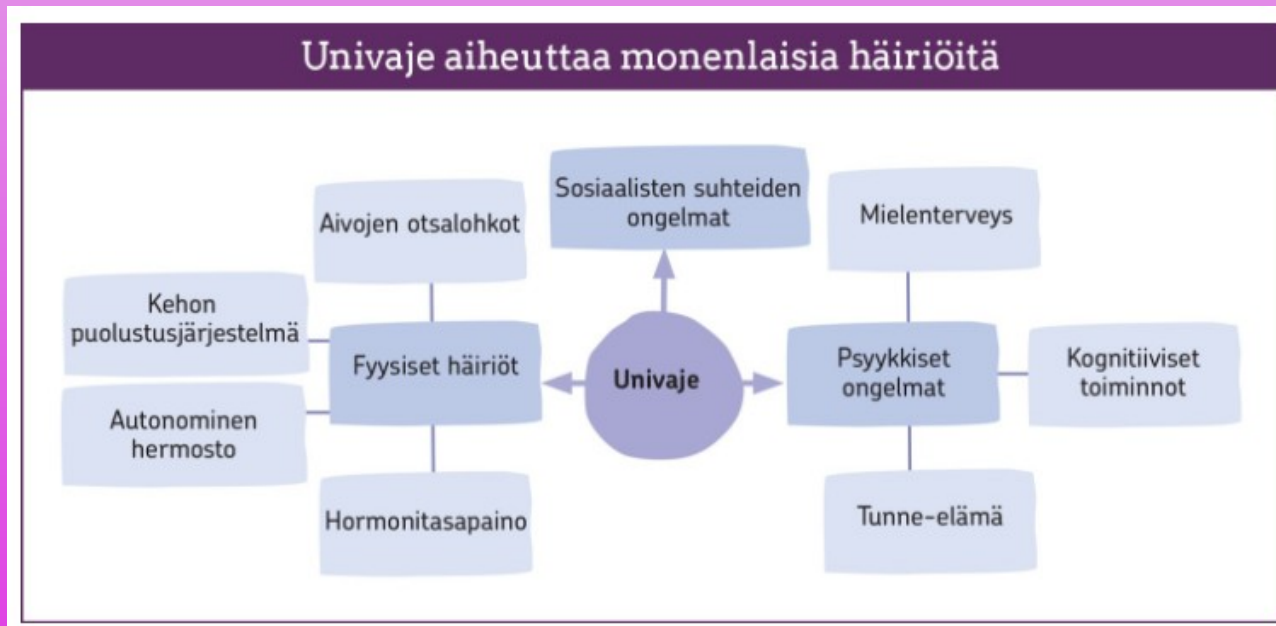 Univaje aiheuttaa monenlaisia häiriöitä
Sosiaalisten suhteiden
ongelmat
Aivojen otsalohkot
Mielenterveys
Kehon
puolustusjärjestelmä
Fyysiset häiriöt
Univaje
Psyykkiset
ongelmat
Kognitiiviset
toiminnot
Autonominen
hermosto
Hormonitasapaino
Tunne-elämä